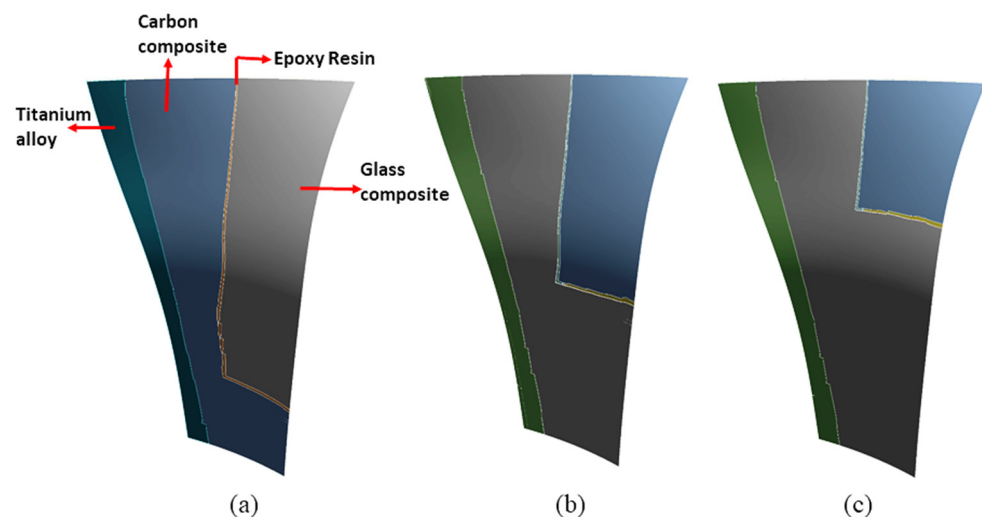 Carbon
composite
Epoxy Resin
Titanium
alloy
Glass
composite
(a)
(b)
(c)